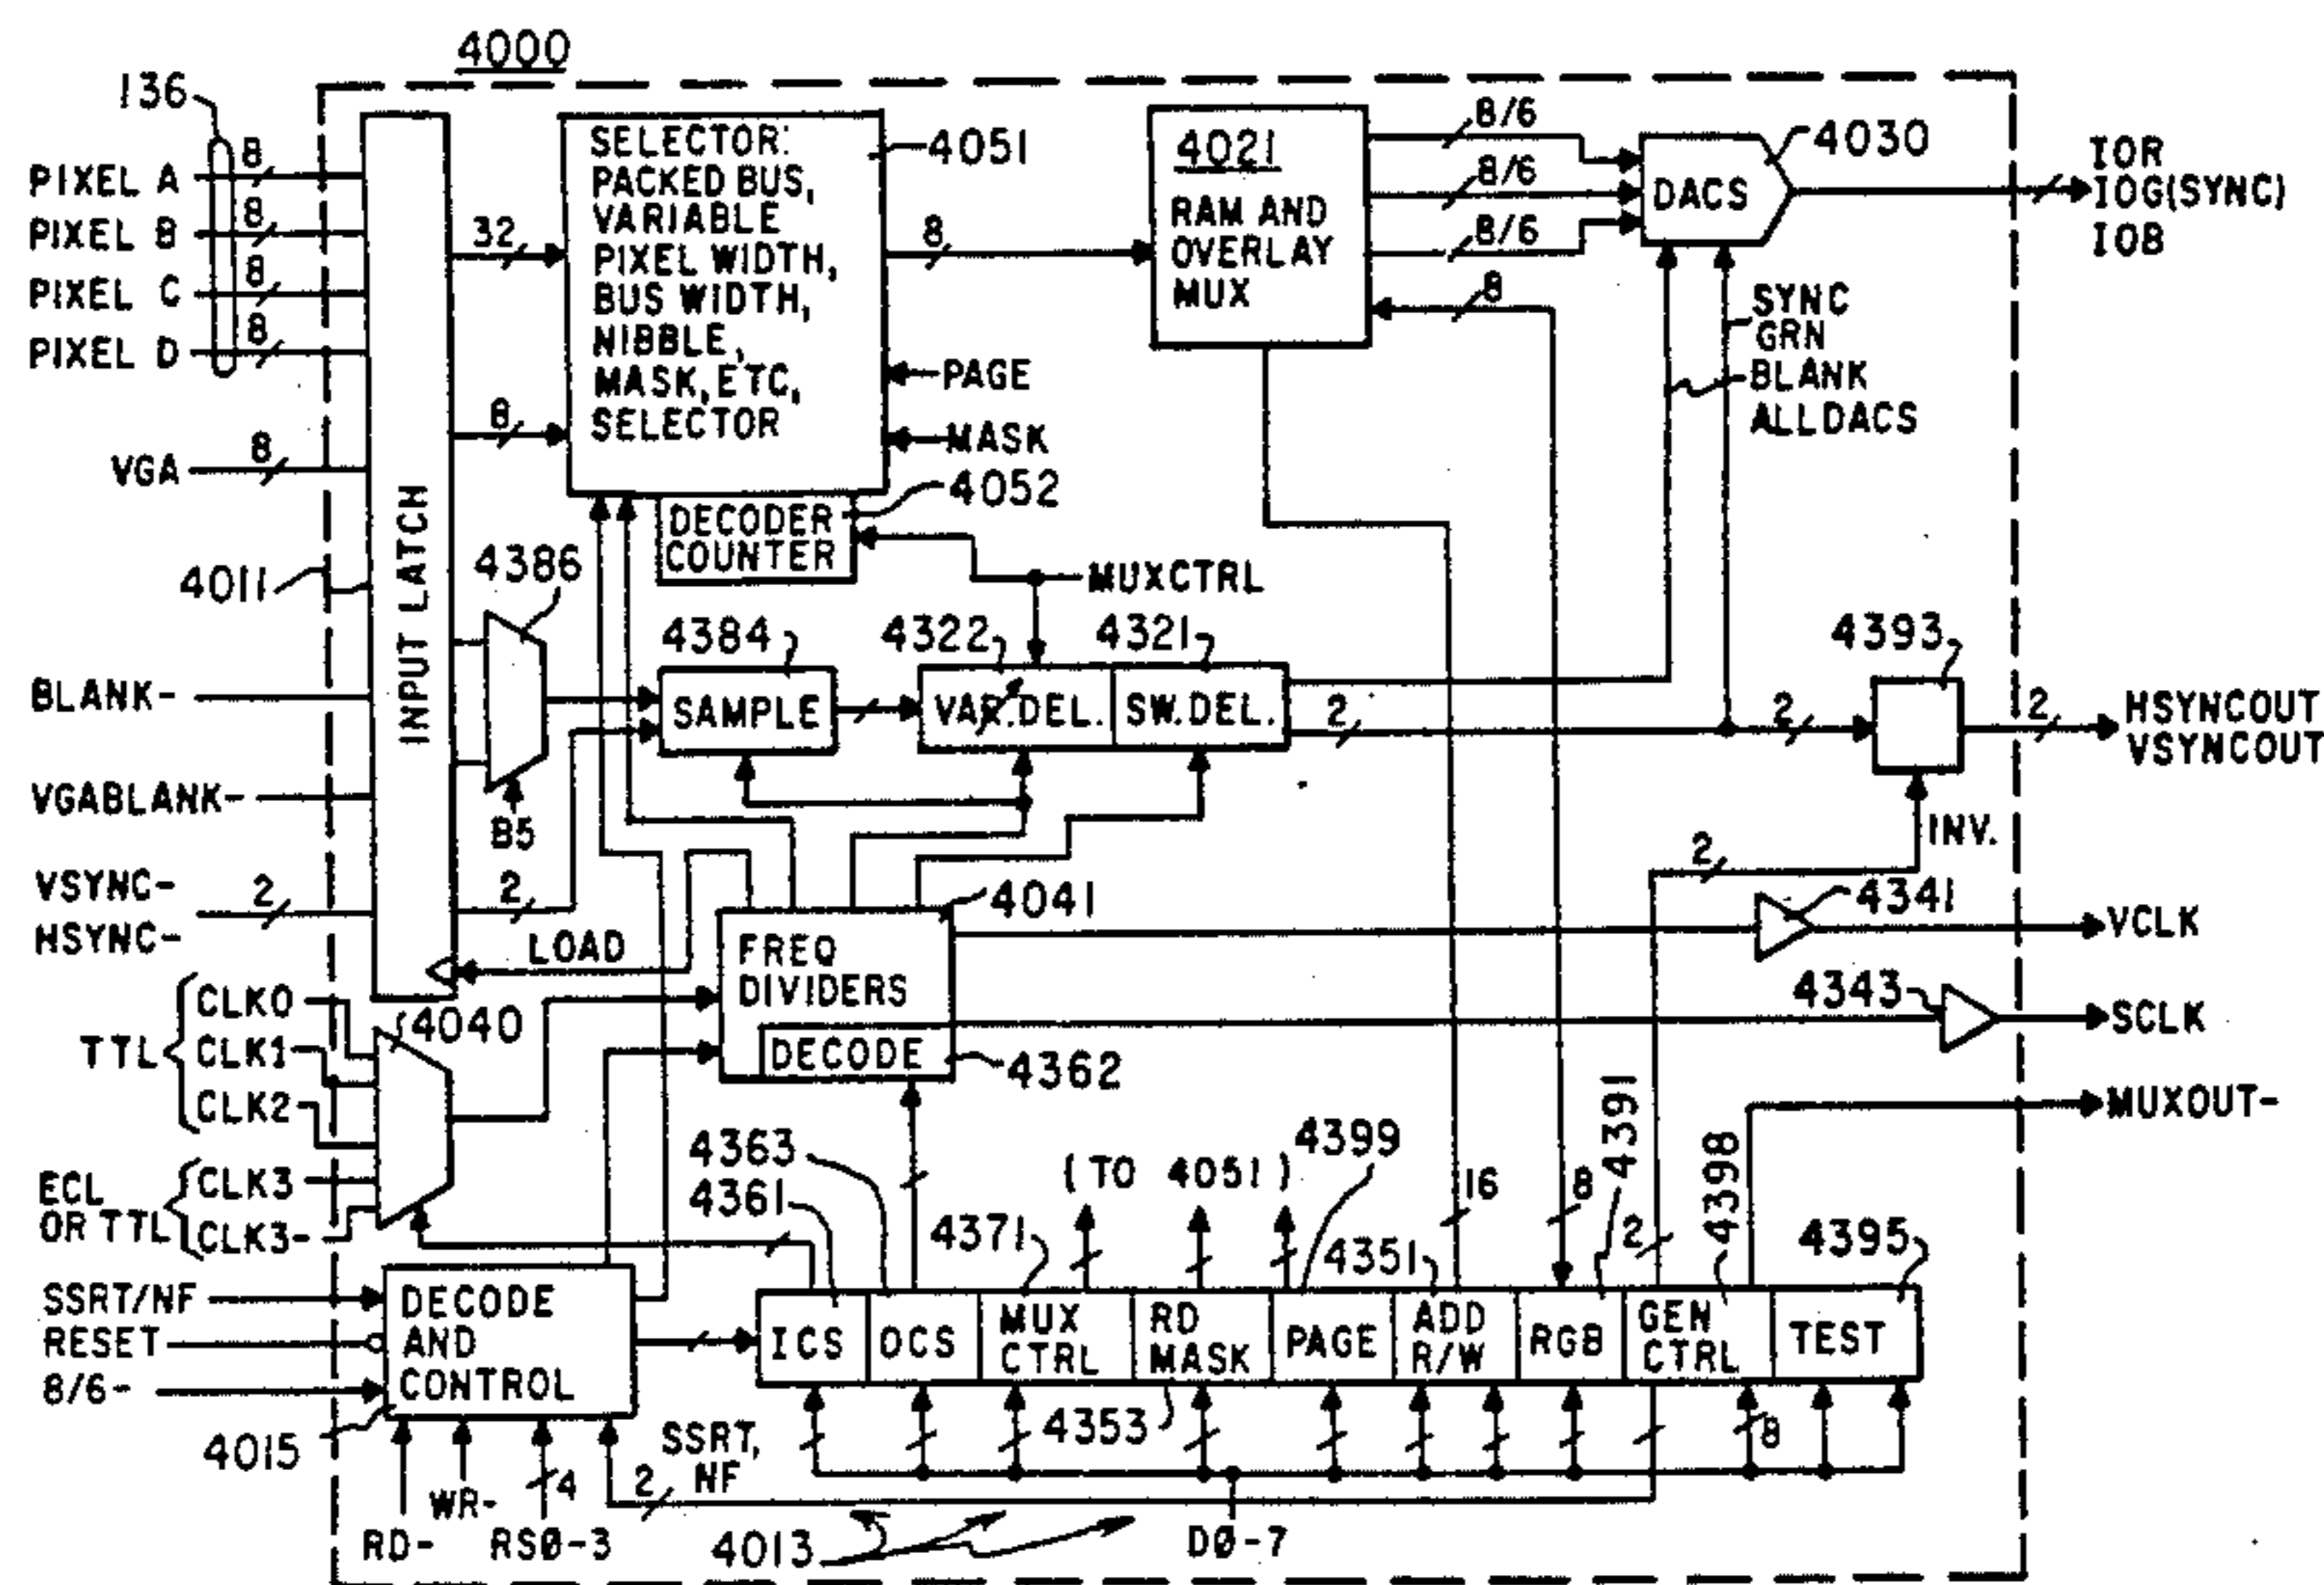 4000
136
PIXEL A
8
PIXEL B
8
PIXEL C
8
PIXEL D
8
VGA
8
4011
BLANK-
VGABLANK-
VSYNC-
HSYNC-
2
INPUT LATCH
32
8
SELECTOR:
PACKED BUS,
VARIABLE
PIXEL WIDTH,
BUS WIDTH,
NIBBLE,
MASK, ETC,
SELECTOR
4051
PAGE
MASK
4052
DECODER
COUNTER
MUXCTRL
8
4021
RAM AND
OVERLAY
MUX
8/6
8/6
8/6
8
DACS
4030
IOR
IOG(SYNC)
IOB
SYNC
GRN
BLANK
ALLDACS
4386
B5
4384
SAMPLE
4322
VAR. DEL.
4321
SW. DEL.
2
2
4393
2
HSYNCOUT
VSYNCOUT
INV.
2
2
LOAD
4041
FREQ
DIVIDERS
DECODE
4362
4341
VCLK
4343
SCLK
MUXOUT-
TTL
CLK0
CLK1
CLK2
ECL
OR TTL
CLK3
CLK3-
4040
SSRT/NF
RESET
8/6-
DECODE
AND
CONTROL
4015
RD-
WR-
RS0-3
4
4363
4361
4371
(TO 4051)
4399
4351
16
8
4391
2
4398
4395
ICS
OCS
MUX
CTRL
RD
MASK
PAGE
ADD
R/W
RGB
GEN
CTRL
TEST
4353
8
SSRT,
NF
2
4013
D0-7